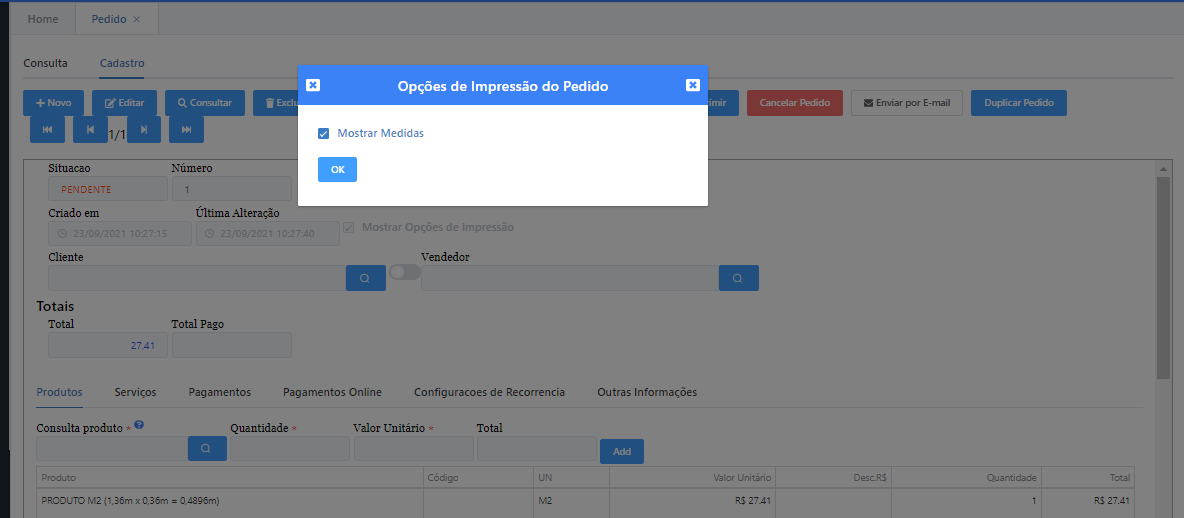 Home Pedido
Opções de Impressão do Pedido
Consulta Cadastro
Novo Editar Consultar Cancelar Pedido Enviar por E-mail Duplicar Pedido
Mostrar Medidas
1/1
OK
Situacao Número
PENDENTE 1
Criado em Última Alteração
23/09/2021 10:27:15 23/09/2021 10:27:40 Mostrar Opções de Impressão
Cliente Vendedor
Totais
Total Total Pago
27,41
Produtos Serviços Pagamentos Pagamentos Online Configuracoes de Recorrencia Outras Informações
Consulta produto * Quantidade * Valor Unitário * Total
Add
Produto Código UN Valor Unitário Desc.R$ Quantidade Total
PRODUTO M2 (1,36m x 0,36m = 0,4896m) M2 R$ 27,41 1 R$ 27,41